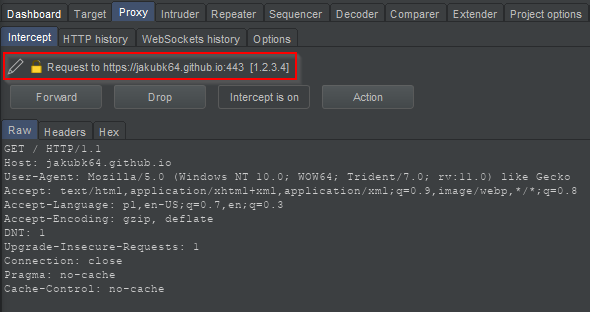 Dashboard Target Proxy Intruder Repeater Sequencer Decoder Comparer Extender Project options
Intercept HTTP history WebSockets history Options
Request to https://jakubk64.github.io:443 [1.2.3.4]
Forward Drop Intercept is on Action
Raw Headers Hex
GET / HTTP/1.1
Host: jakubk64.github.io
User-Agent: Mozilla/5.0 (Windows NT 10.0; WOW64; Trident/7.0; rv:11.0) like Gecko
Accept: text/html,application/xhtml+xml,application/xml;q=0.9,image/webp,*/*;q=0.8
Accept-Language: pl,en-US;q=0.7,en;q=0.3
Accept-Encoding: gzip, deflate
DNT: 1
Upgrade-Insecure-Requests: 1
Connection: close
Pragma: no-cache
Cache-Control: no-cache